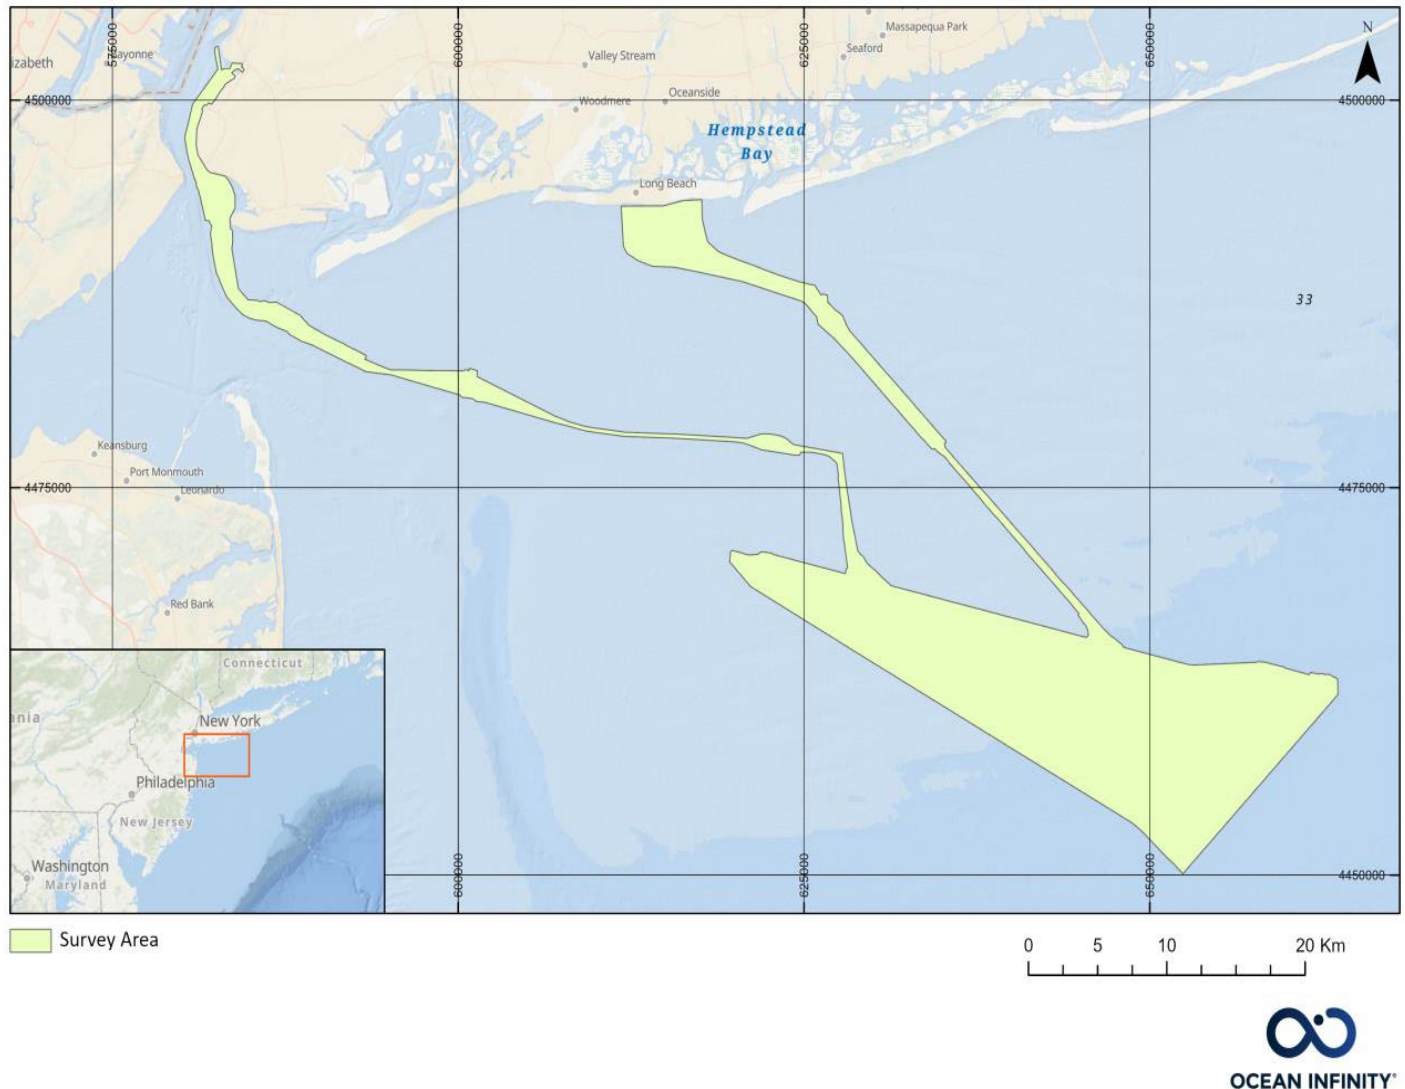 575000
600000
625000
650000
N
Massapequa Park
Seaford
Bayonne
Valley Stream
izabeth
Oceanside
Woodmere
4500000
4500000
Hempstead
Bay
Long Beach
33
Keansburg
Port Monmouth
Leonardo
4475000
4475000
Red Bank
Connecticut
ania
New York
Philadelphia
New Jersey
Washington
Maryland
600000
625000
650000
4450000
Survey Area
0 5 10 20 Km
OCEAN INFINITY®